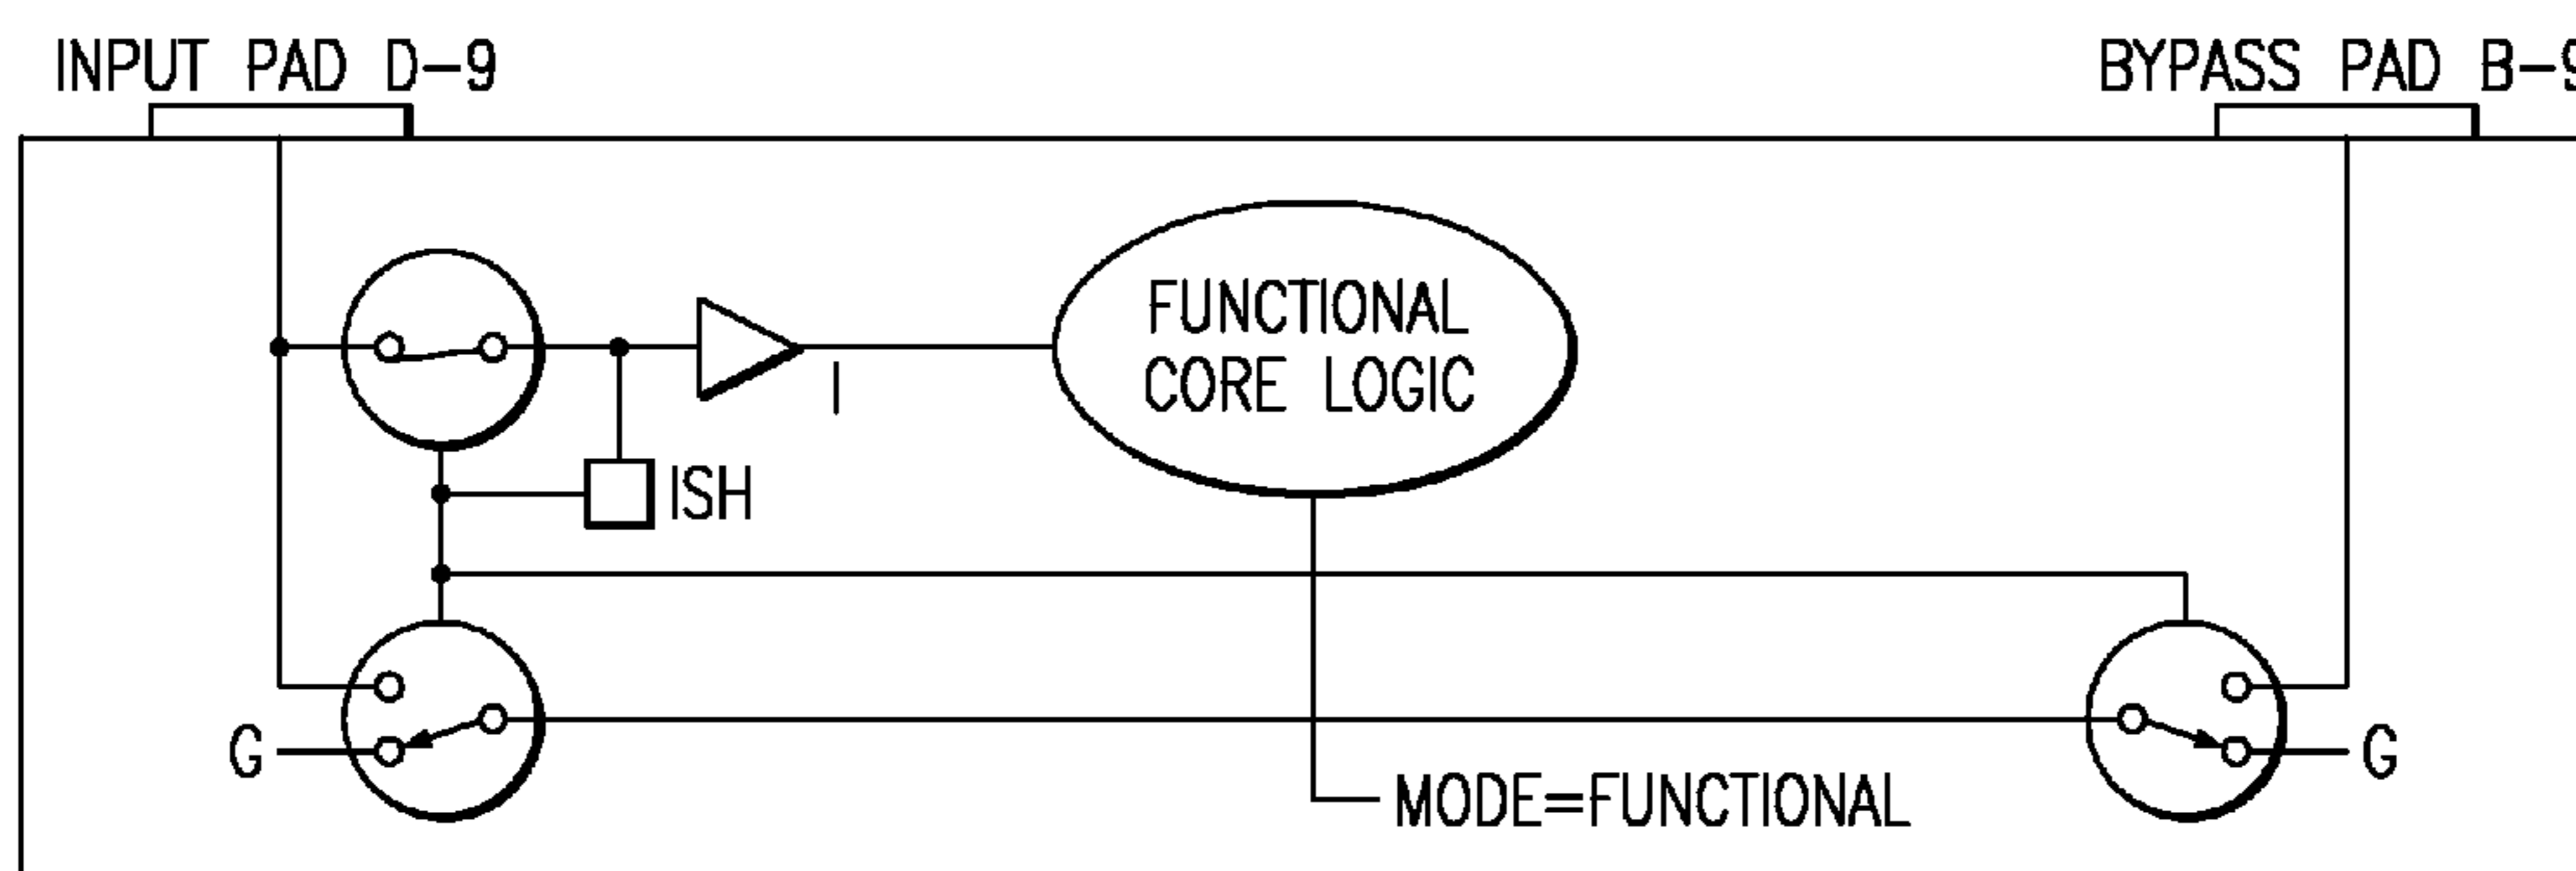 INPUT PAD D-9
BYPASS PAD B-9
FUNCTIONAL
CORE LOGIC
I
ISH
G
G
MODE=FUNCTIONAL